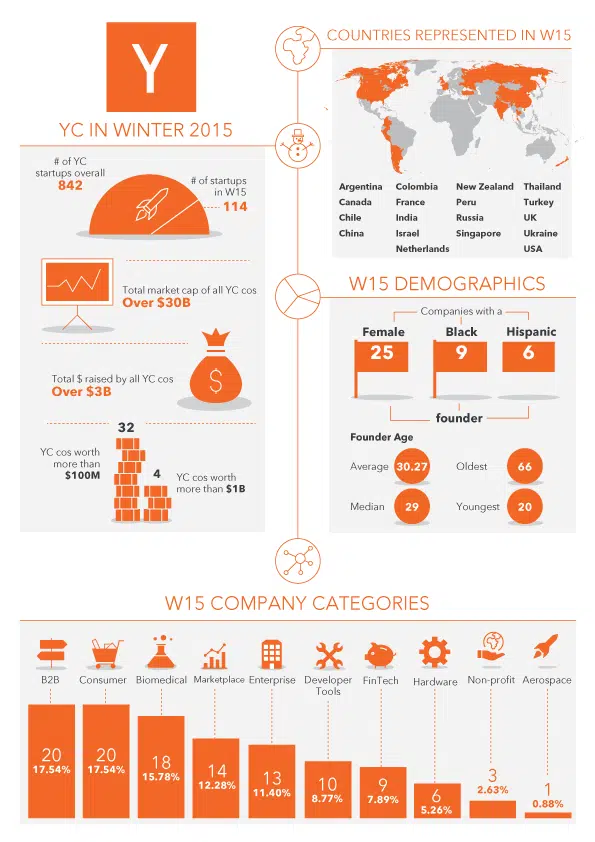 Y
YC IN WINTER 2015
# of YC
startups overall
842
# of startups
in W15
114
Total market cap of all YC cos
Over $30B
Total $ raised by all YC cos
Over $3B
$
32
YC cos worth
more than
$100M
4
YC cos worth
more than $1B
COUNTRIES REPRESENTED IN W15
Argentina
Canada
Chile
China
Colombia
France
India
Israel
Netherlands
New Zealand
Peru
Russia
Singapore
Thailand
Turkey
UK
Ukraine
USA
W15 DEMOGRAPHICS
Companies with a
Female Black Hispanic
25 9 6
founder
Founder Age
Average 30.27 Oldest 66
Median 29 Youngest 20
W15 COMPANY CATEGORIES
B2B Consumer Biomedical Marketplace Enterprise Developer FinTech Hardware Non-profit Aerospace
Tools
20 20 18 14 13 10 9 6 3 1
17.54% 17.54% 15.78% 12.28% 11.40% 8.77% 7.89% 5.26% 2.63% 0.88%